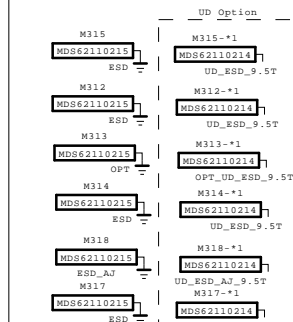 UD Option
M315
MDS62110215
ESD
M315-*1
MDS62110214
UD_ESD_9.5T
M312
MDS62110215
ESD
M312-*1
MDS62110214
UD_ESD_9.5T
M313
MDS62110215
OPT
M313-*1
MDS62110214
OPT_UD_ESD_9.5T
M314
MDS62110215
ESD
M314-*1
MDS62110214
UD_ESD_9.5T
M318
MDS62110215
ESD_AJ
M318-*1
MDS62110214
UD_ESD_AJ_9.5T
M317
MDS62110215
ESD
M317-*1
MDS62110214